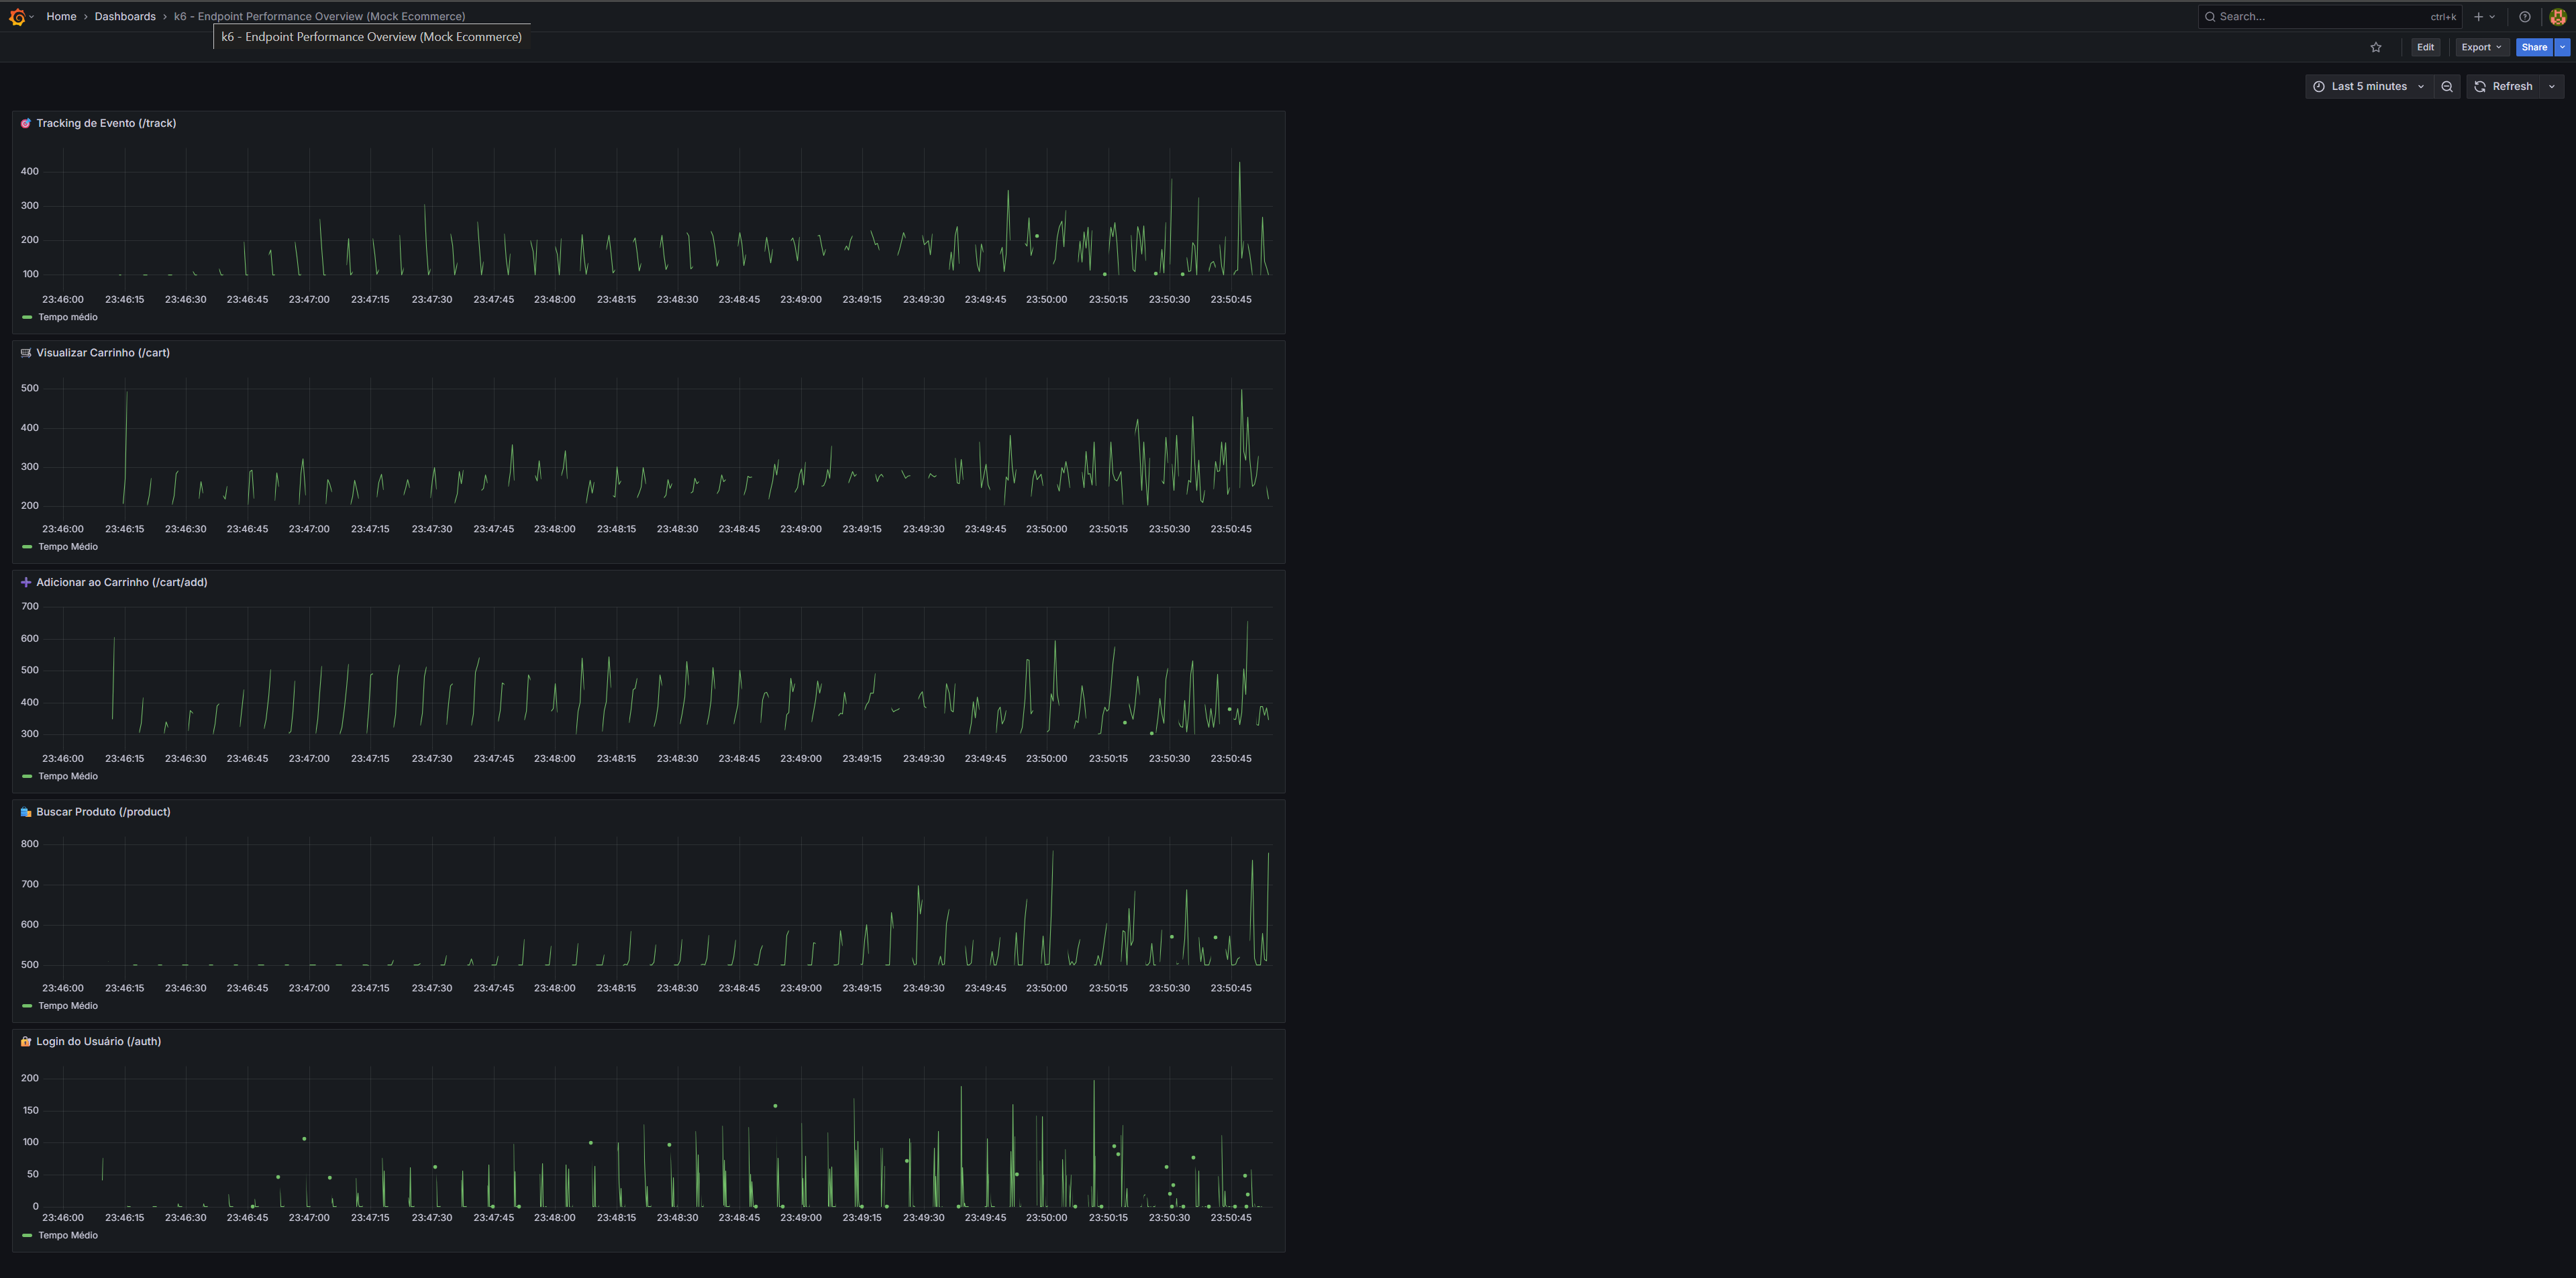 Home › Dashboards › k6 - Endpoint Performance Overview (Mock Ecommerce)
Search... ctrl+k
k6 - Endpoint Performance Overview (Mock Ecommerce)
Edit Export Share
Last 5 minutes Refresh
Tracking de Evento (/track)
400
300
200
100
23:46:00 23:46:15 23:46:30 23:46:45 23:47:00 23:47:15 23:47:30 23:47:45 23:48:00 23:48:15 23:48:30 23:48:45 23:49:00 23:49:15 23:49:30 23:49:45 23:50:00 23:50:15 23:50:30 23:50:45
Tempo médio
Visualizar Carrinho (/cart)
500
400
300
200
23:46:00 23:46:15 23:46:30 23:46:45 23:47:00 23:47:15 23:47:30 23:47:45 23:48:00 23:48:15 23:48:30 23:48:45 23:49:00 23:49:15 23:49:30 23:49:45 23:50:00 23:50:15 23:50:30 23:50:45
Tempo Médio
Adicionar ao Carrinho (/cart/add)
700
600
500
400
300
23:46:00 23:46:15 23:46:30 23:46:45 23:47:00 23:47:15 23:47:30 23:47:45 23:48:00 23:48:15 23:48:30 23:48:45 23:49:00 23:49:15 23:49:30 23:49:45 23:50:00 23:50:15 23:50:30 23:50:45
Tempo Médio
Buscar Produto (/product)
800
700
600
500
23:46:00 23:46:15 23:46:30 23:46:45 23:47:00 23:47:15 23:47:30 23:47:45 23:48:00 23:48:15 23:48:30 23:48:45 23:49:00 23:49:15 23:49:30 23:49:45 23:50:00 23:50:15 23:50:30 23:50:45
Tempo Médio
Login do Usuário (/auth)
200
150
100
50
0
23:46:00 23:46:15 23:46:30 23:46:45 23:47:00 23:47:15 23:47:30 23:47:45 23:48:00 23:48:15 23:48:30 23:48:45 23:49:00 23:49:15 23:49:30 23:49:45 23:50:00 23:50:15 23:50:30 23:50:45
Tempo Médio